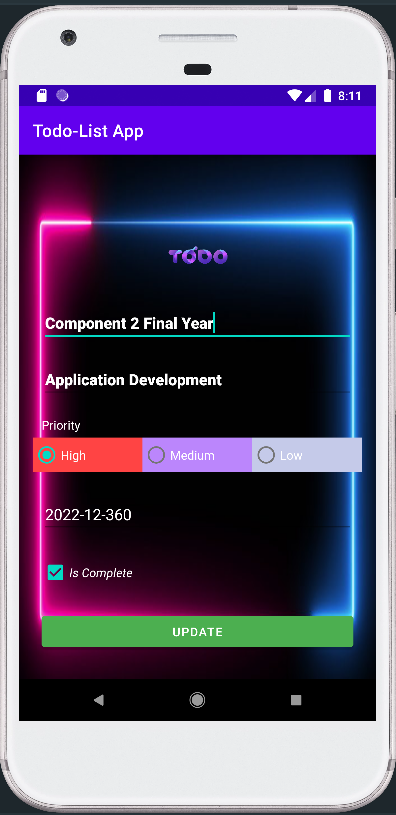 8:11
Todo-List App
TODO
Component 2 Final Year
Application Development
Priority
High Medium Low
2022-12-360
Is Complete
UPDATE